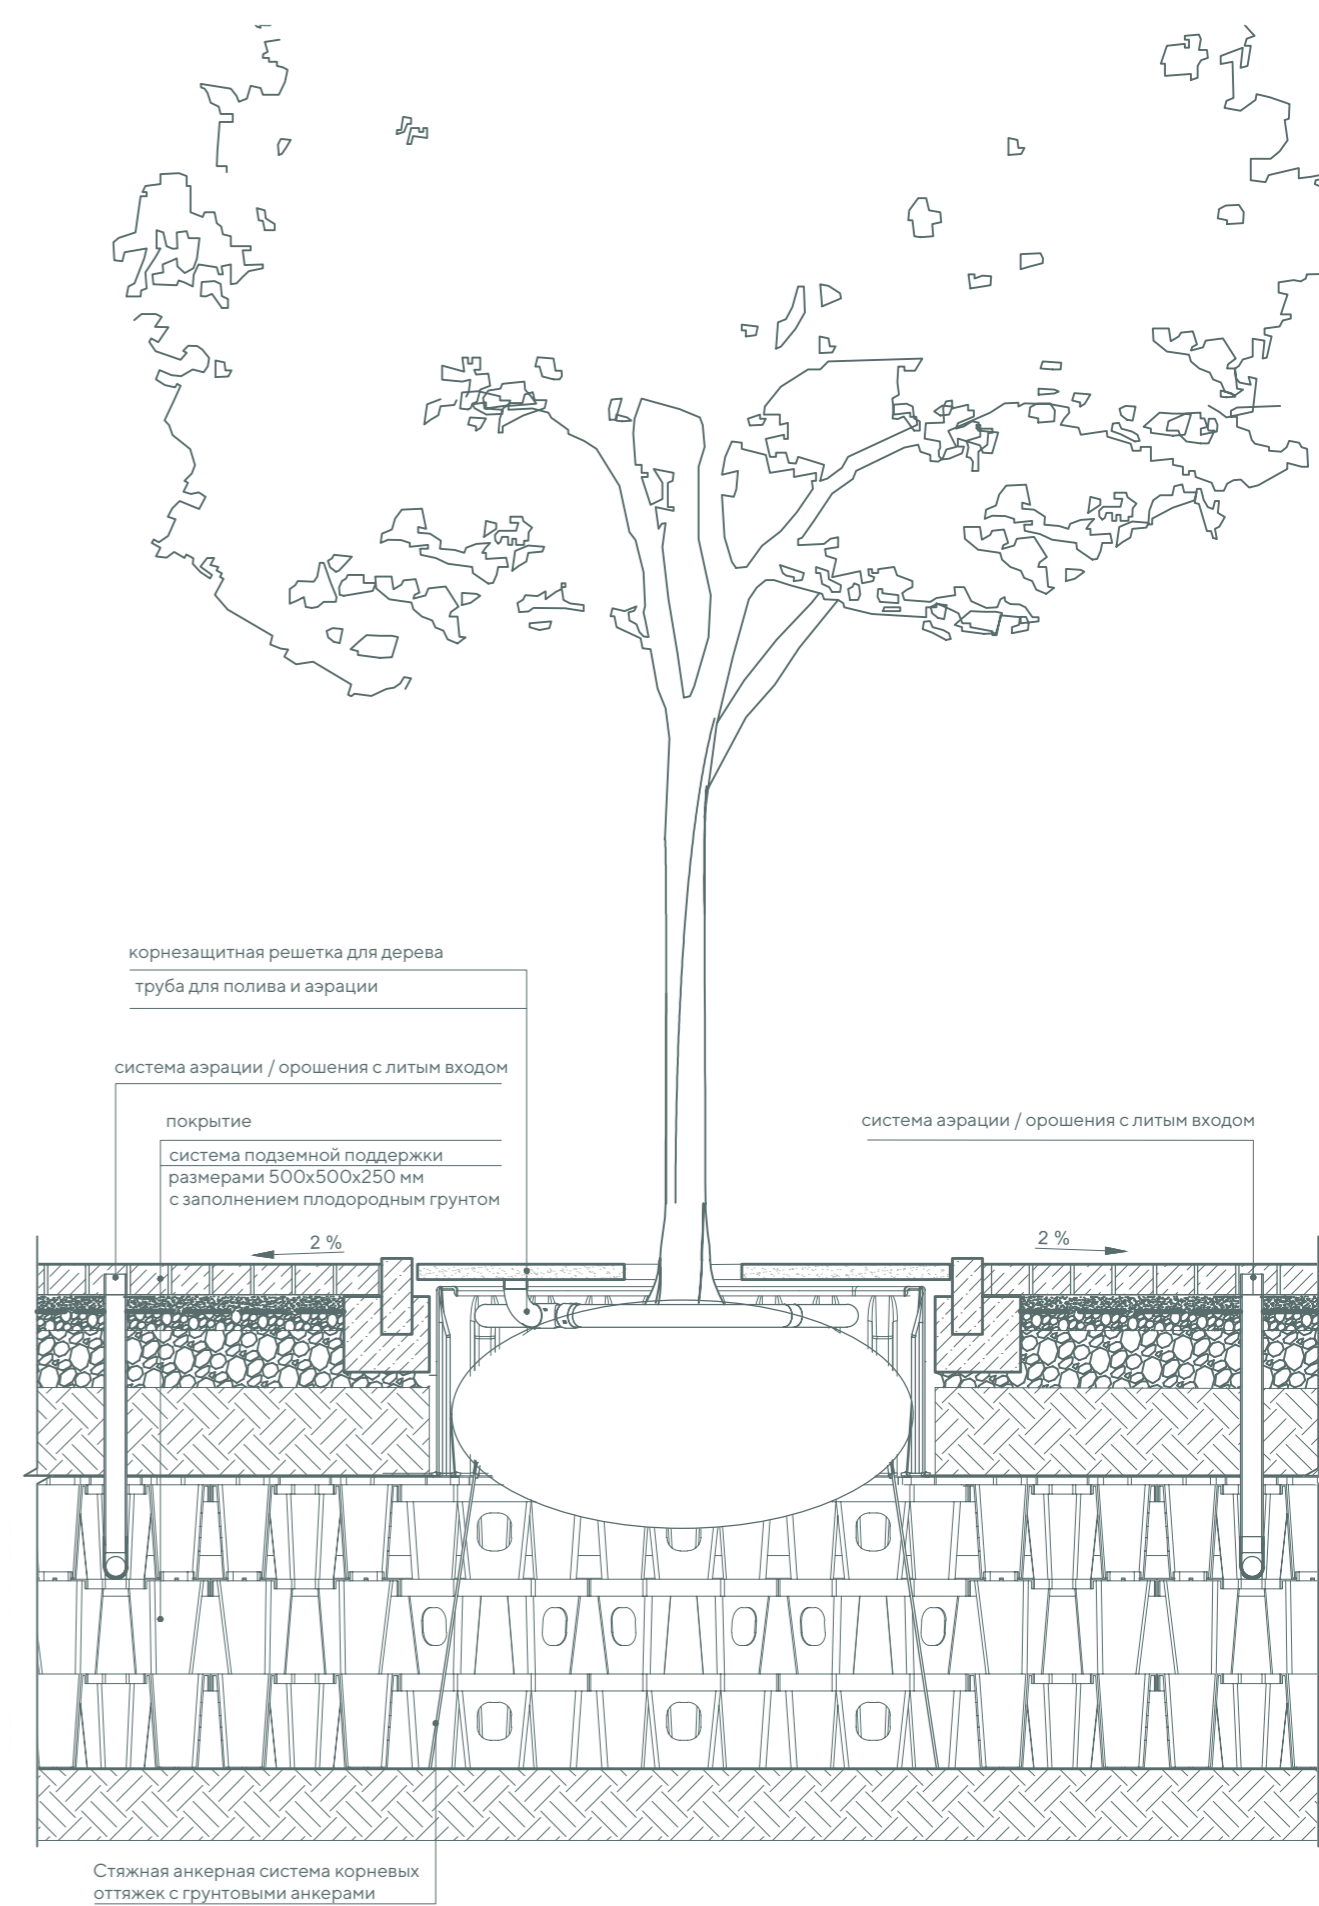 корнезащитная решетка для дерева
труба для полива и аэрации
система аэрации / орошения с литым входом
покрытие
система подземной поддержки
размерами 500х500х250 мм
с заполнением плодородным грунтом
система аэрации / орошения с литым входом
2 %
2 %
Стяжная анкерная система корневых
оттяжек с грунтовыми анкерами